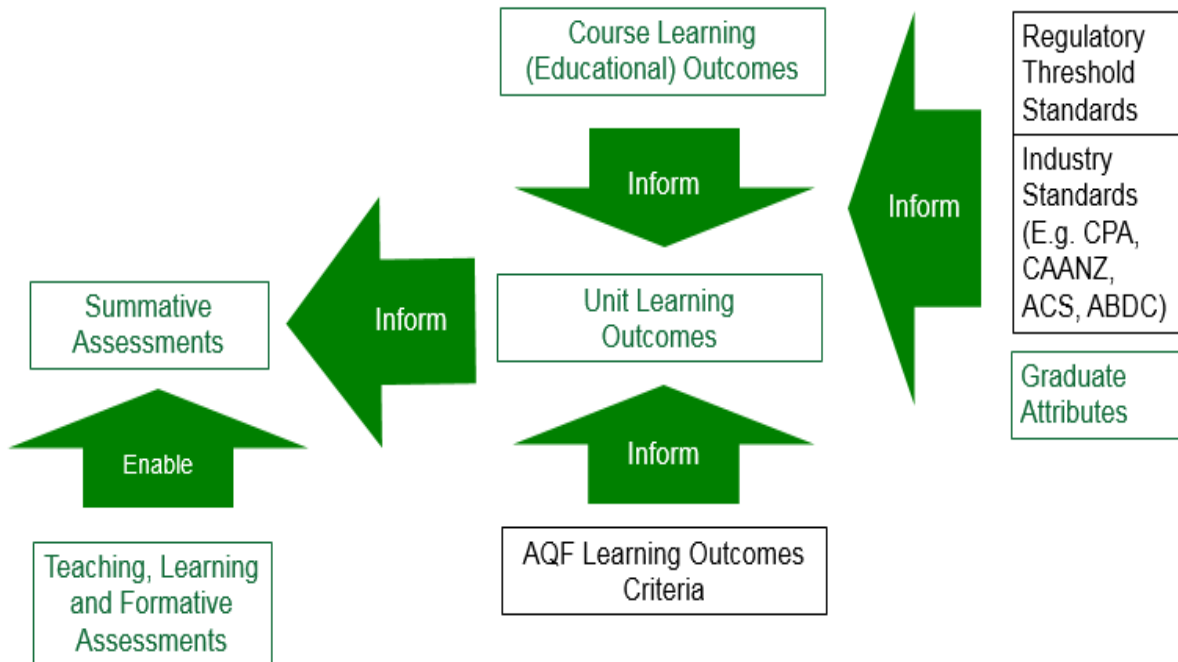 Course Learning
(Educational) Outcomes
Regulatory
Threshold
Standards
Inform
Inform
Industry
Standards
(E.g. CPA,
CAANZ,
ACS, ABDC)
Summative
Assessments
Inform
Unit Learning
Outcomes
Graduate
Attributes
Enable
Inform
Teaching, Learning
and Formative
Assessments
AQF Learning Outcomes
Criteria